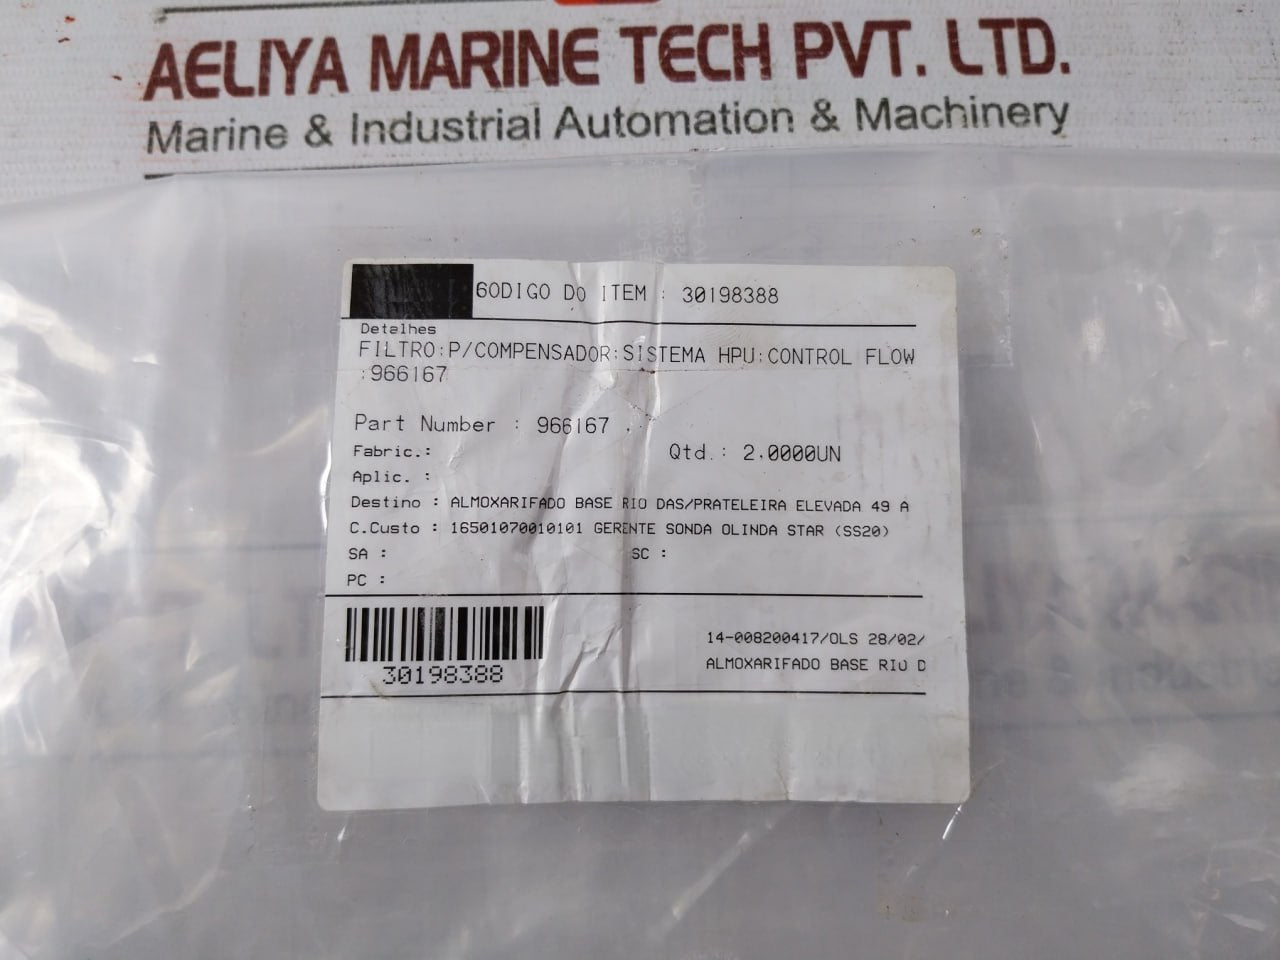 AELIYA MARINE TECH PVT. LTD.
Marine & Industrial Automation & Machinery
CODIGO DO ITEM : 30198388
Detalhes
FILTRO:P/COMPENSADOR:SISTEMA HPU:CONTROL FLOW
:966167
Part Number : 966167
Fabric.:
Qtd.: 2.0000UN
Aplic. :
Destino : ALMOXARIFADO BASE RIO DAS/PRATELEIRA ELEVADA 49 A
C.Custo : 16501070010101 GERENTE SONDA OLINDA STAR (SS20)
SA : SC :
PC :
14-008200417/OLS 28/02/
30198388
ALMOXARIFADO BASE RIO D